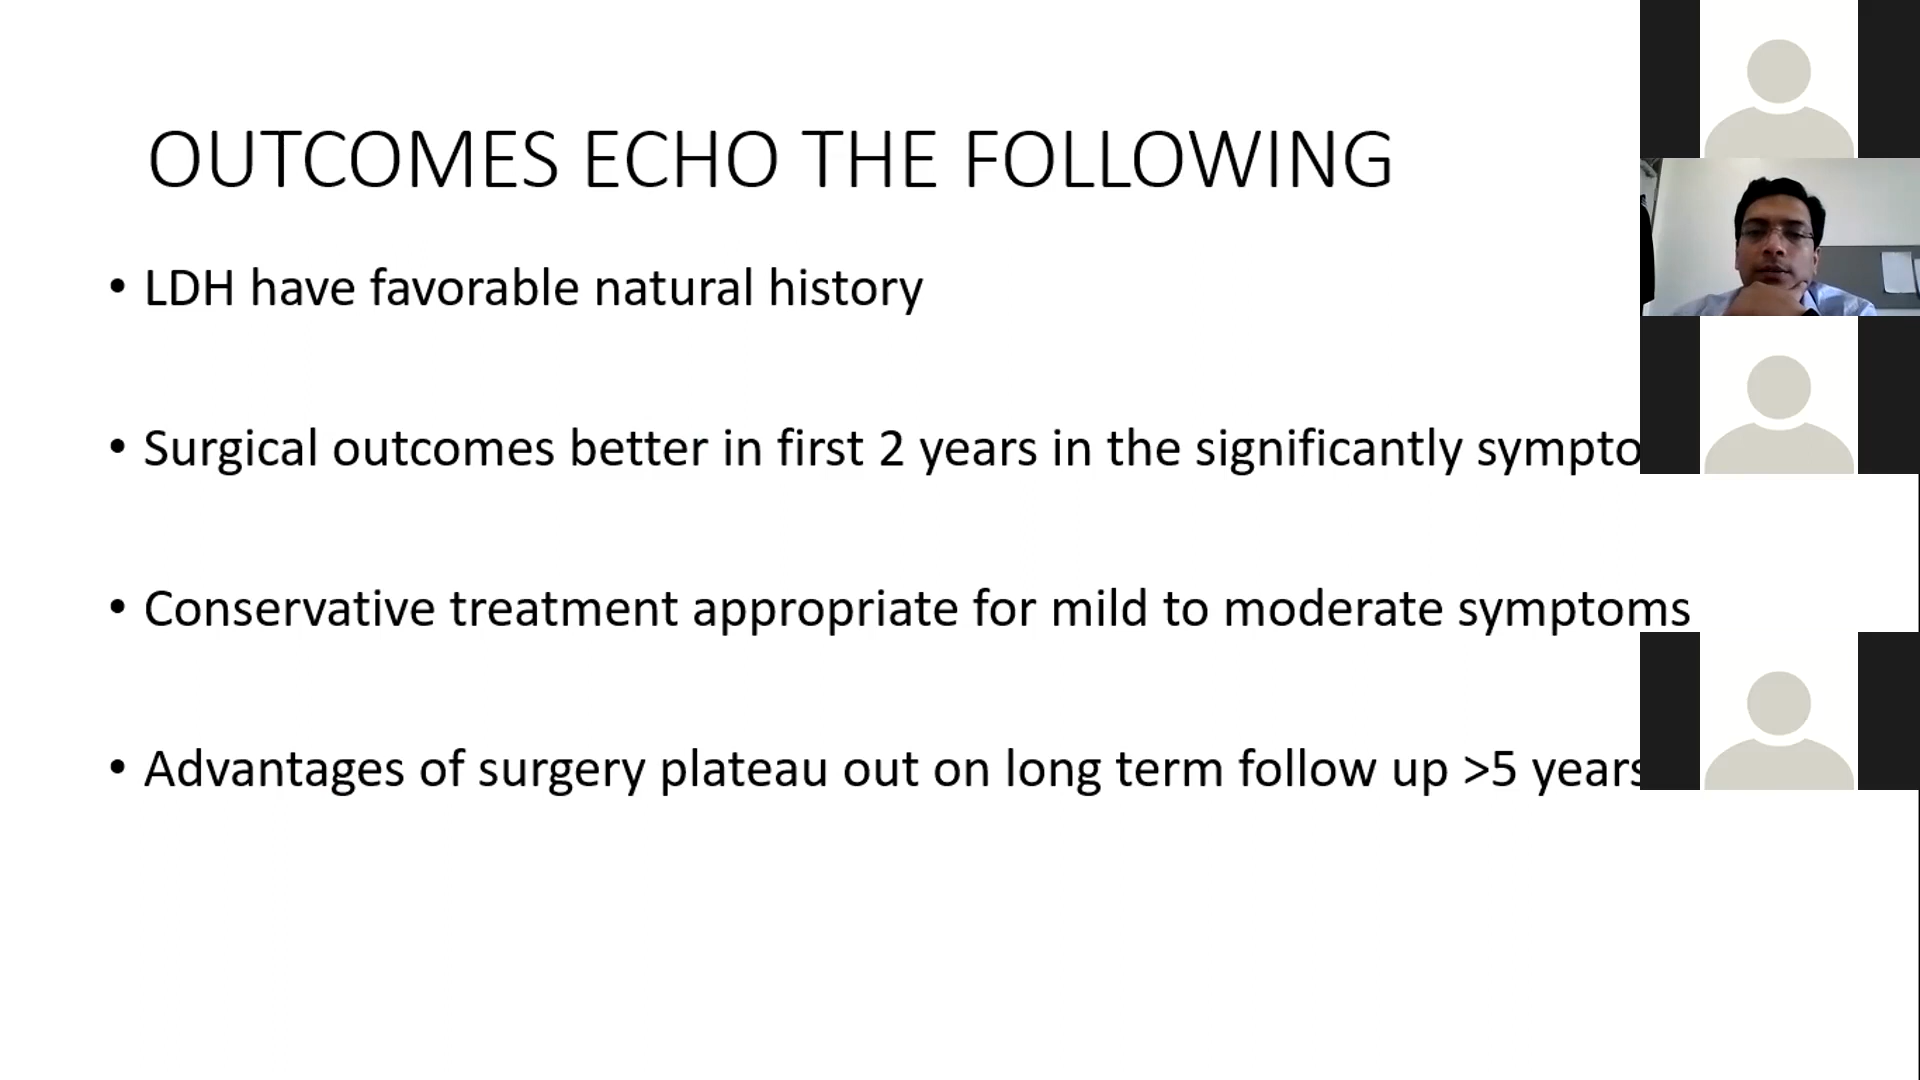 OUTCOMES ECHO THE FOLLOWING
• LDH have favorable natural history
• Surgical outcomes better in first 2 years in the significantly
• Conservative treatment appropriate for mild to moderate symptoms
• Advantages of surgery plateau out on long term follow up >5 years